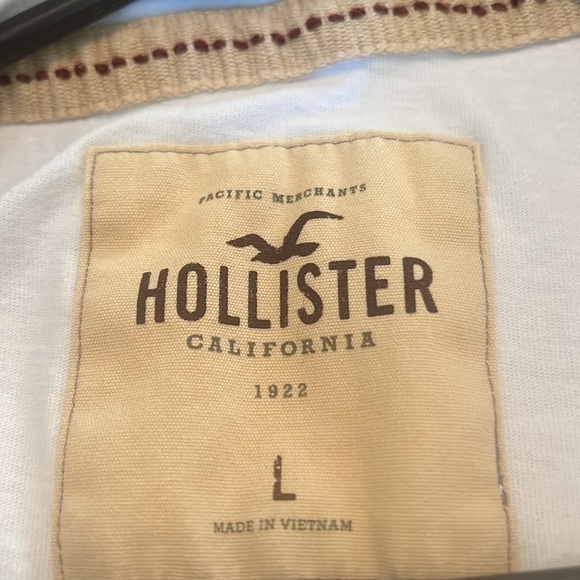 PACIFIC MERCHANTS
HOLLISTER
CALIFORNIA
1922
L
MADE IN VIETNAM